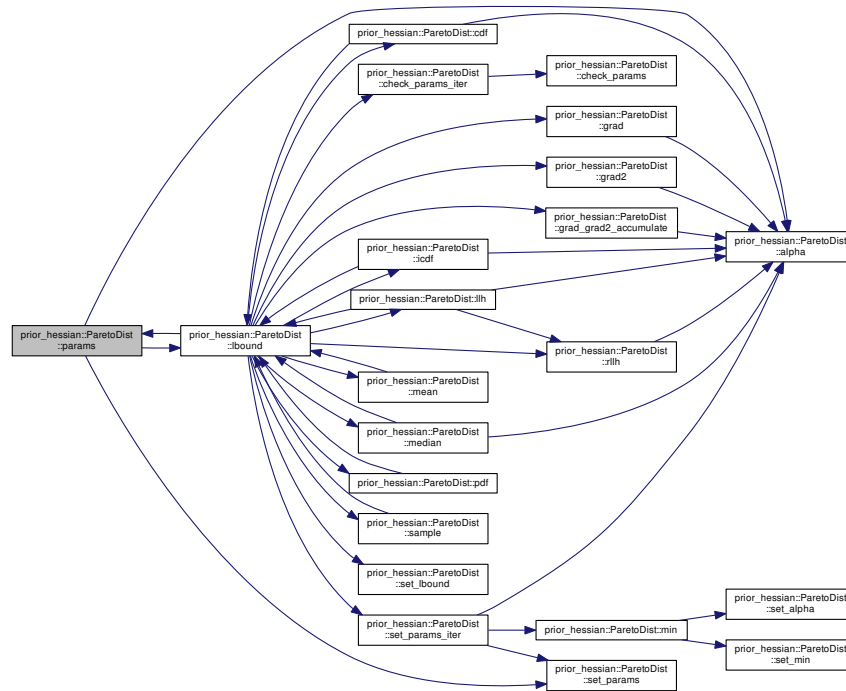 prior_hessian::ParetoDist::cdf
prior_hessian::ParetoDist
::check_params_iter
prior_hessian::ParetoDist
::check_params
prior_hessian::ParetoDist
::grad
prior_hessian::ParetoDist
::grad2
prior_hessian::ParetoDist
::grad_grad2_accumulate
prior_hessian::ParetoDist
::alpha
prior_hessian::ParetoDist
::icdf
prior_hessian::ParetoDist::llh
prior_hessian::ParetoDist
::params
prior_hessian::ParetoDist
::lbound
prior_hessian::ParetoDist
::rllh
prior_hessian::ParetoDist
::mean
prior_hessian::ParetoDist
::median
prior_hessian::ParetoDist::pdf
prior_hessian::ParetoDist
::sample
prior_hessian::ParetoDist
::set_lbound
prior_hessian::ParetoDist
::set_params_iter
prior_hessian::ParetoDist::min
prior_hessian::ParetoDist
::set_alpha
prior_hessian::ParetoDist
::set_min
prior_hessian::ParetoDist
::set_params